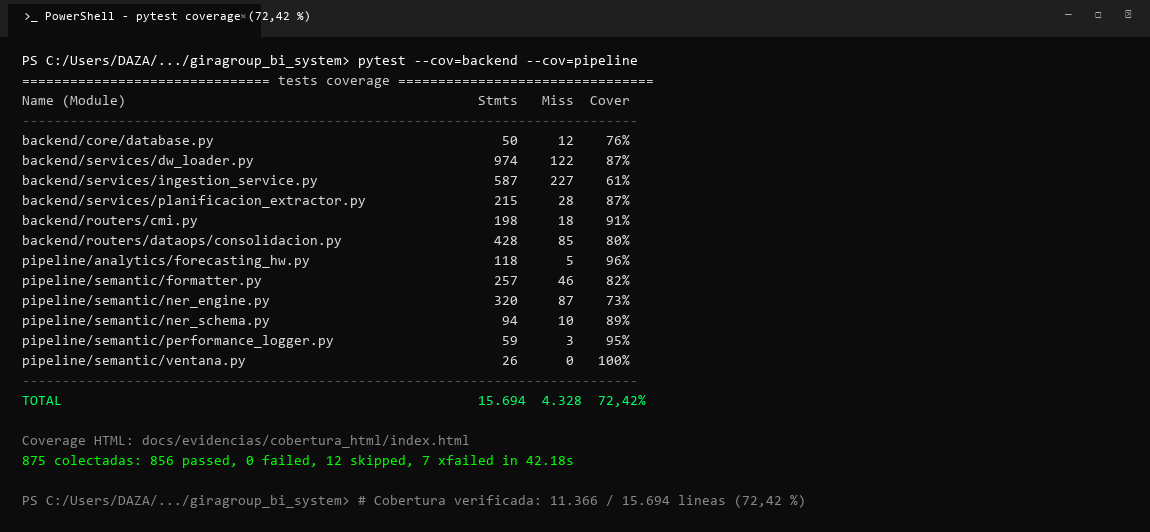 >_ PowerShell - pytest coverage × (72,42 %)
PS C:/Users/DAZA/.../giragroup_bi_system> pytest --cov=backend --cov=pipeline
=============================== tests coverage ================================
Name (Module) Stmts Miss Cover
-----------------------------------------------------------------------------
backend/core/database.py 50 12 76%
backend/services/dw_loader.py 974 122 87%
backend/services/ingestion_service.py 587 227 61%
backend/services/planificacion_extractor.py 215 28 87%
backend/routers/cmi.py 198 18 91%
backend/routers/dataops/consolidacion.py 428 85 80%
pipeline/analytics/forecasting_hw.py 118 5 96%
pipeline/semantic/formatter.py 257 46 82%
pipeline/semantic/ner_engine.py 320 87 73%
pipeline/semantic/ner_schema.py 94 10 89%
pipeline/semantic/performance_logger.py 59 3 95%
pipeline/semantic/ventana.py 26 0 100%
-----------------------------------------------------------------------------
TOTAL 15.694 4.328 72,42%
Coverage HTML: docs/evidencias/cobertura_html/index.html
875 colectadas: 856 passed, 0 failed, 12 skipped, 7 xfailed in 42.18s
PS C:/Users/DAZA/.../giragroup_bi_system> # Cobertura verificada: 11.366 / 15.694 lineas (72,42 %)